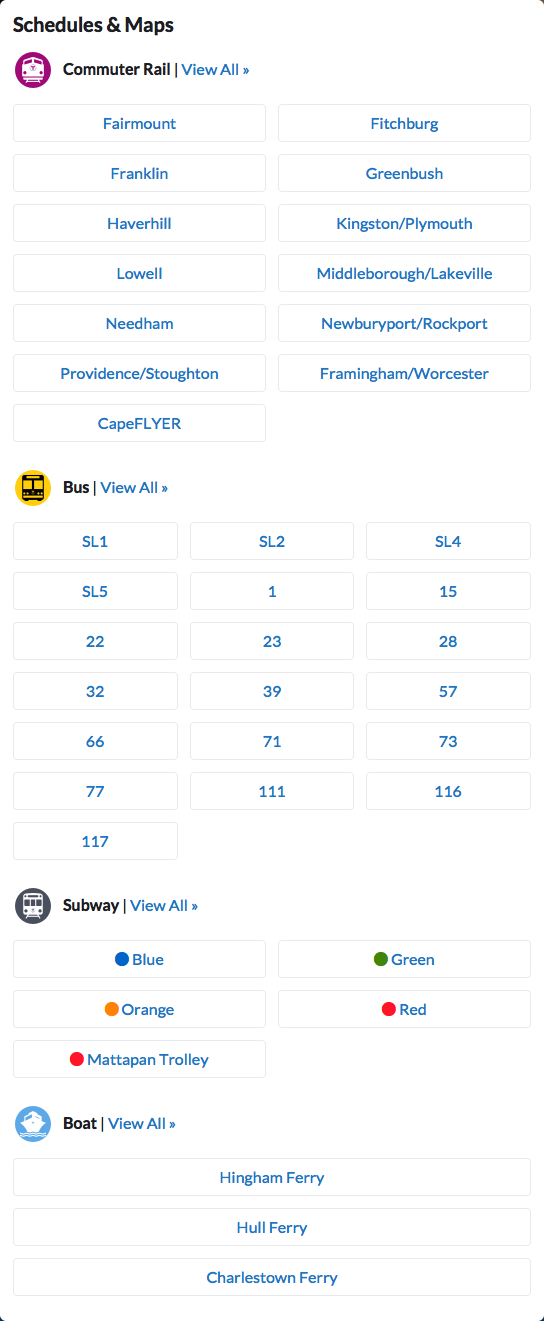 Schedules & Maps
Commuter Rail | View All »
Fairmount Fitchburg
Franklin Greenbush
Haverhill Kingston/Plymouth
Lowell Middleborough/Lakeville
Needham Newburyport/Rockport
Providence/Stoughton Framingham/Worcester
CapeFLYER
Bus | View All »
SL1 SL2 SL4
SL5 1 15
22 23 28
32 39 57
66 71 73
77 111 116
117
Subway | View All »
Blue Green
Orange Red
Mattapan Trolley
Boat | View All »
Hingham Ferry
Hull Ferry
Charlestown Ferry